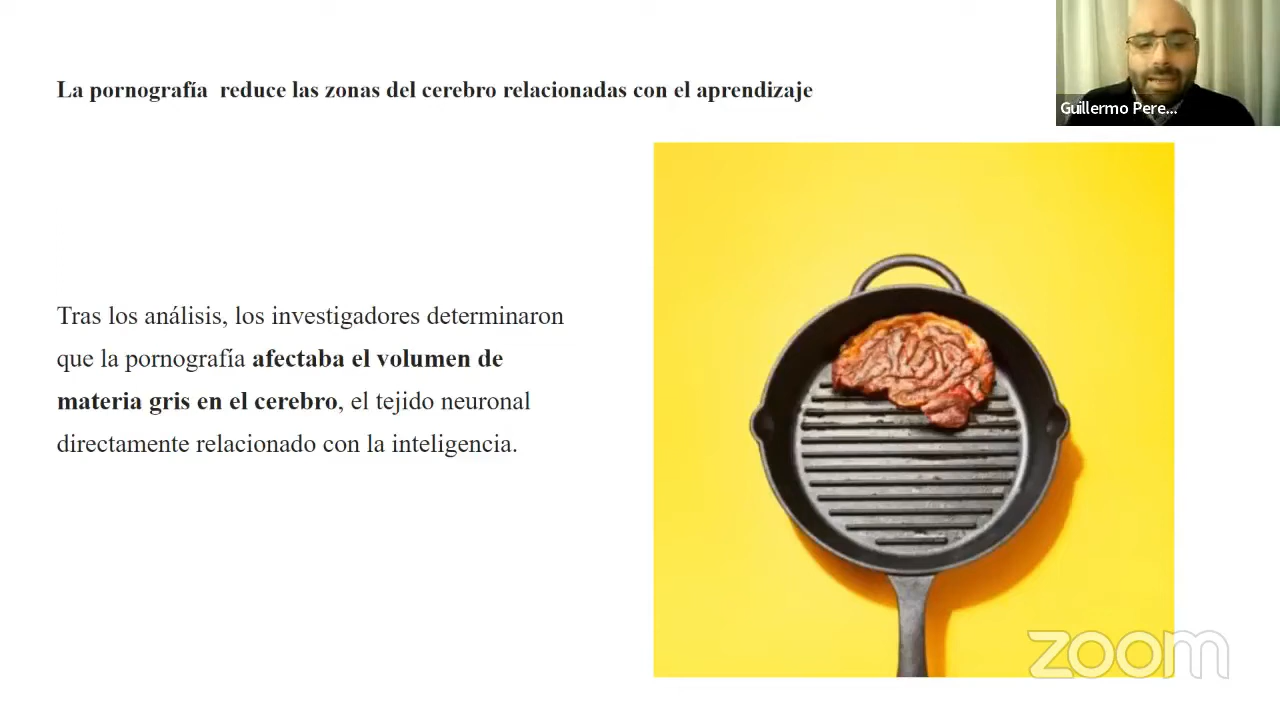 La pornografía  reduce las zonas del cerebro relacionadas con el aprendizaje
Guillermo Pere...
Tras los análisis, los investigadores determinaron
que la pornografía afectaba el volumen de
materia gris en el cerebro, el tejido neuronal
directamente relacionado con la inteligencia.
zoom